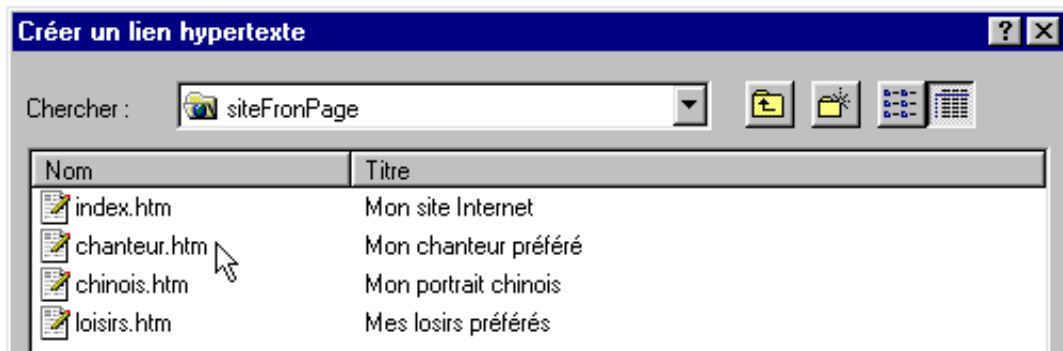 Créer un lien hypertexte
Chercher : siteFronPage
Nom Titre
index.htm Mon site Internet
chanteur.htm Mon chanteur préféré
chinois.htm Mon portrait chinois
loisirs.htm Mes losirs préférés